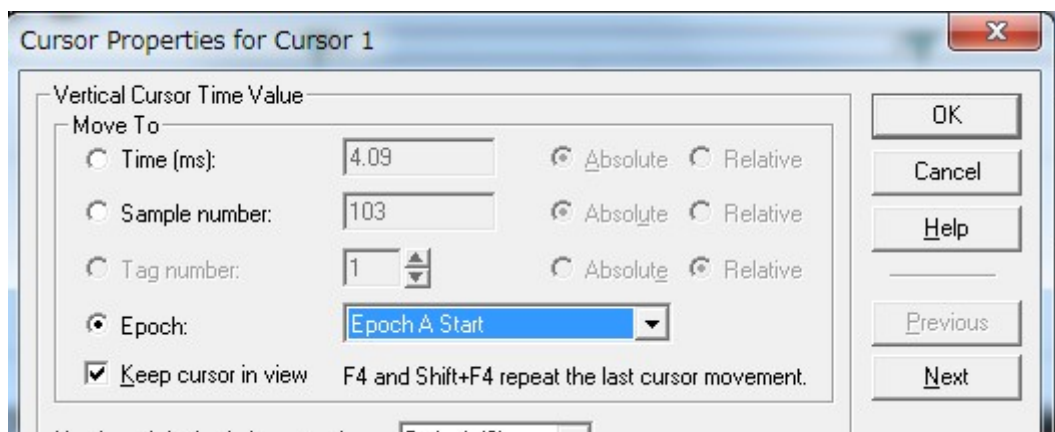 Cursor Properties for Cursor 1
Vertical Cursor Time Value
Move To
Time (ms): 4.09 Absolute Relative
Sample number: 103 Absolute Relative
Tag number: 1 Absolute Relative
Epoch: Epoch A Start
Keep cursor in view F4 and Shift+F4 repeat the last cursor movement.
OK
Cancel
Help
Previous
Next